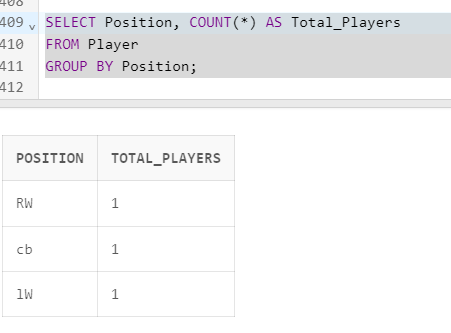 408
409 SELECT Position, COUNT(*) AS Total_Players
410 FROM Player
411 GROUP BY Position;
412
POSITION TOTAL_PLAYERS
RW 1
cb 1
lW 1